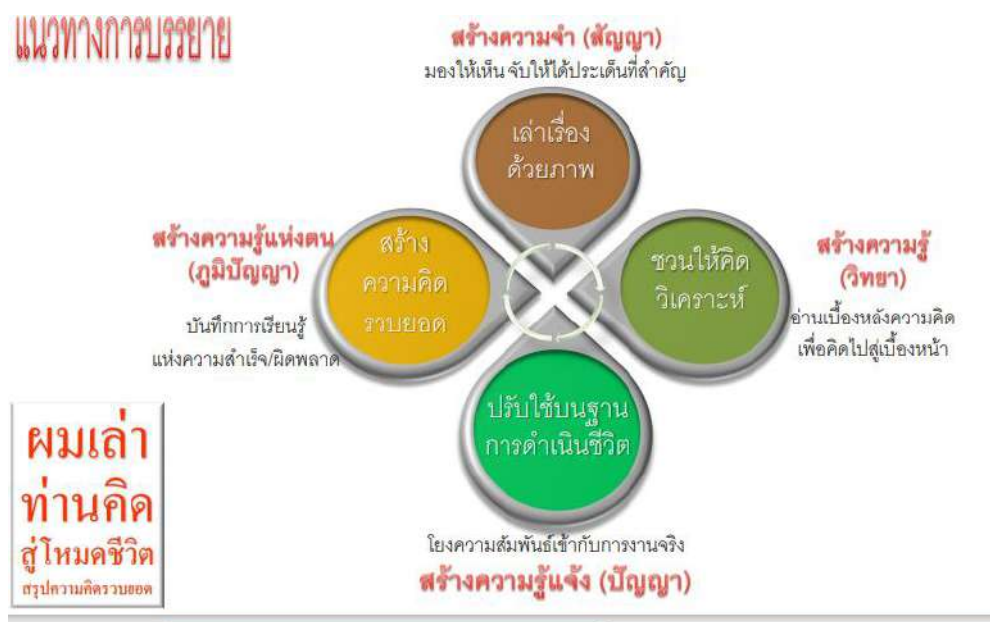 แนวทางการบรรยาย
สร้างความจำ (สัญญา)
มองให้เห็น จับให้ได้ประเด็นที่สำคัญ
เล่าเรื่อง
ด้วยภาพ
สร้างความรู้แห่งตน
(ภูมิปัญญา)
บันทึกการเรียนรู้
แห่งความสำเร็จ/ผิดพลาด
สร้าง
ความคิด
รวบยอด
ชวนให้คิด
วิเคราะห์
สร้างความรู้
(วิทยา)
อ่านเบื้องหลังความคิด
เพื่อคิดไปสู่เบื้องหน้า
ปรับใช้บนฐาน
การดำเนินชีวิต
โยงความสัมพันธ์เข้ากับการงานจริง
สร้างความรู้แจ้ง (ปัญญา)
ผมเล่า
ท่านคิด
สู่โหมดชีวิต
สรุปความคิดรวบยอด